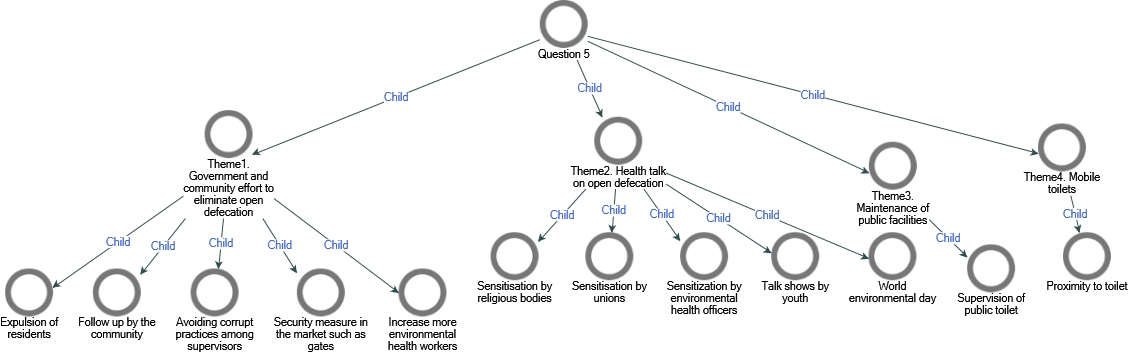 Question 5
Child
Child
Child
Child
Theme1.
Government and
community effort to
eliminate open
defecation
Theme2. Health talk
on open defecation
Theme3.
Maintenance of
public facilities
Theme4. Mobile
toilets
Child
Child
Child
Child
Child
Child
Child
Child
Child
Child
Child
Child
Expulsion of
residents
Follow up by the
community
Avoiding corrupt
practices among
supervisors
Security measure in
the market such as
gates
Increase more
environmental
health workers
Sensitisation by
religious bodies
Sensitisation by
unions
Sensitization by
environmental
health officers
Talk shows by
youth
World
environmental day
Supervision of
public toilet
Proximity to toilet